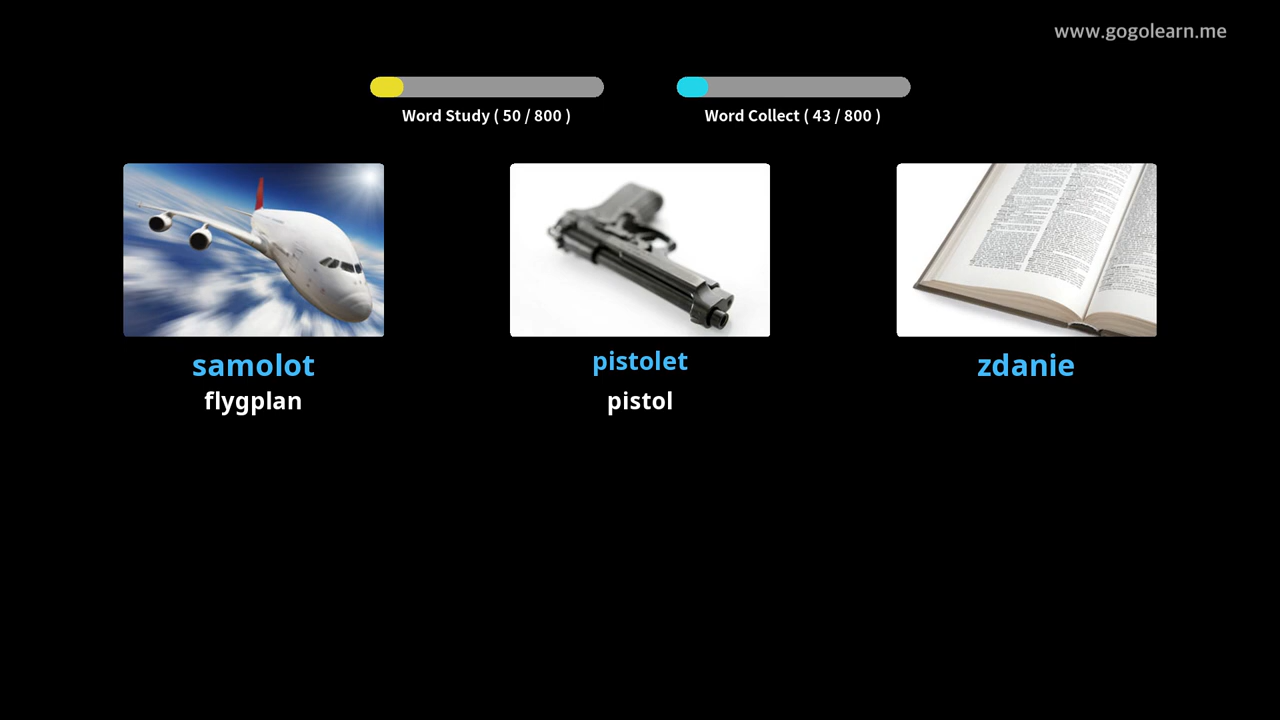 www.gogolearn.me
Word Study ( 50 / 800 )
Word Collect ( 43 / 800 )
samolot
pistolet
zdanie
flygplan
pistol